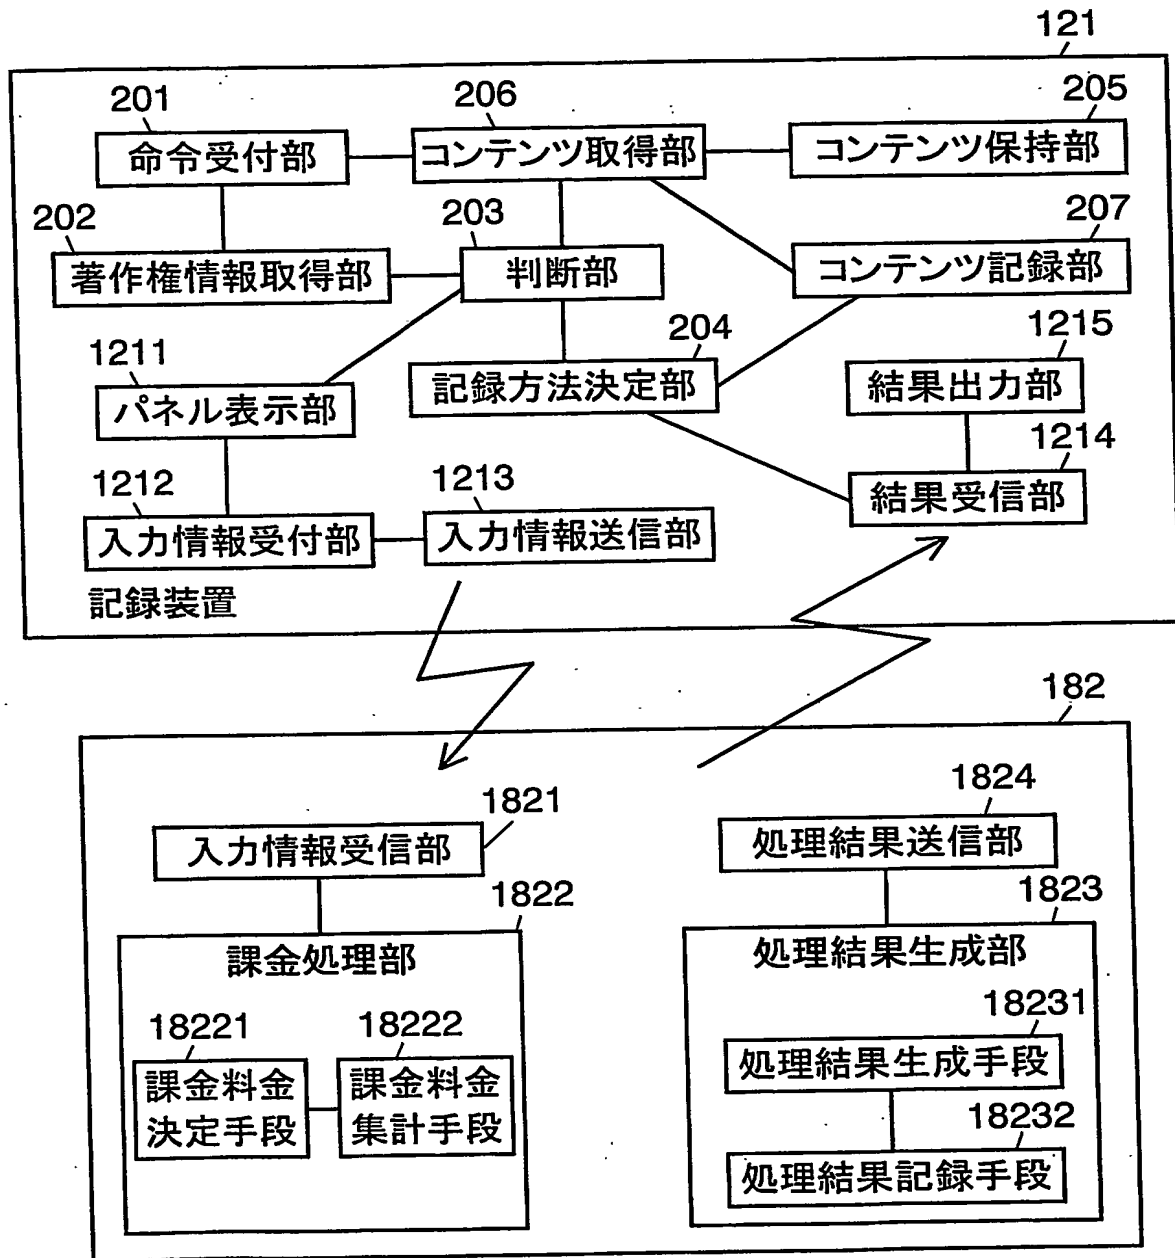 121
201
206
205
命令受付部
コンテンツ取得部
コンテンツ保持部
202
203
207
著作権情報取得部
判断部
コンテンツ記録部
1211
204
1215
パネル表示部
記録方法決定部
結果出力部
1212
1213
1214
入力情報受付部
入力情報送信部
結果受信部
記録装置
182
1821
1824
入力情報受信部
処理結果送信部
1822
1823
課金処理部
処理結果生成部
18221
18222
18231
課金料金
決定手段
課金料金
集計手段
処理結果生成手段
18232
処理結果記録手段